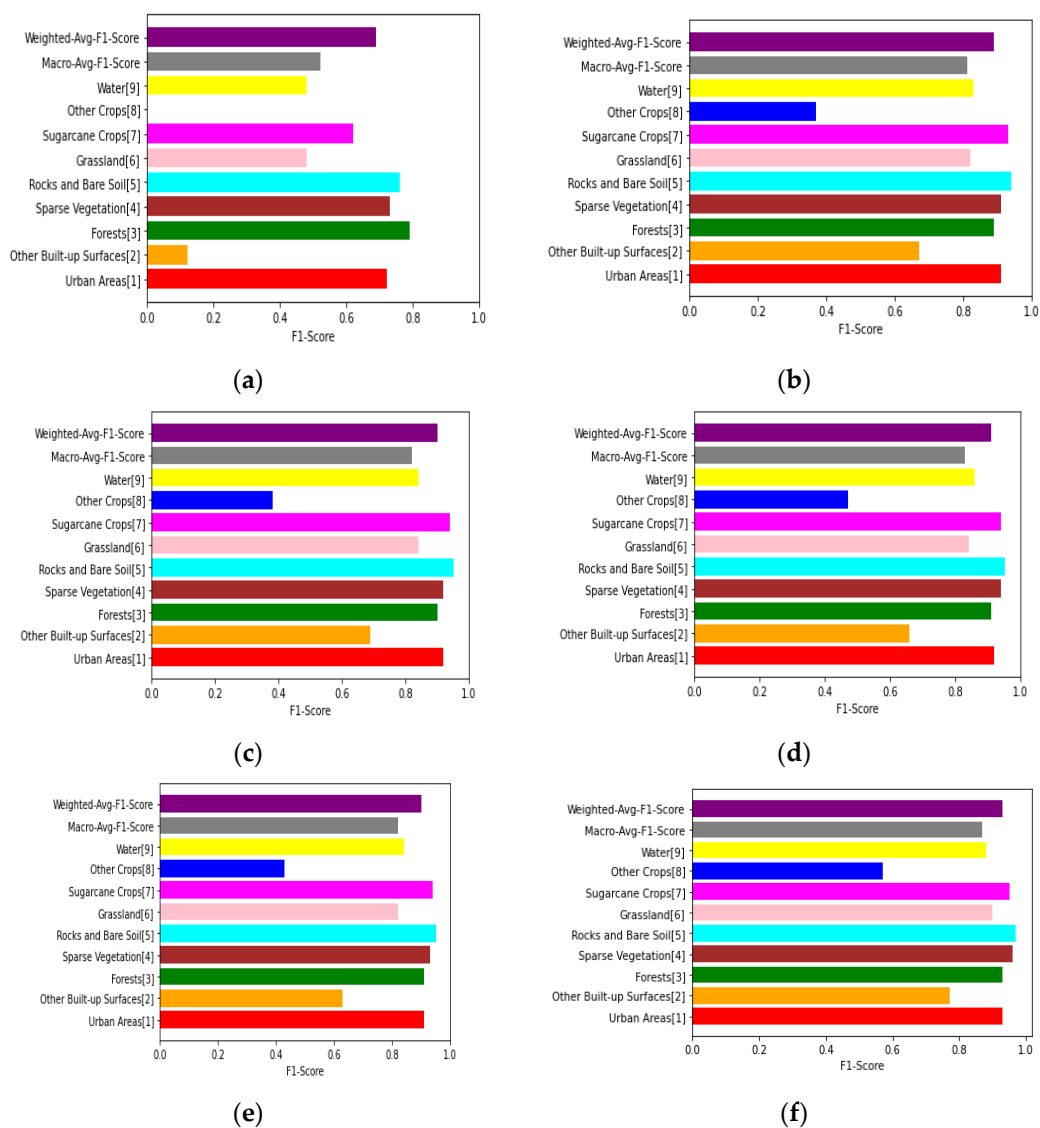 Weighted-Avg-F1-Score
Macro-Avg-F1-Score
Water[9]
Other Crops[8]
Sugarcane Crops[7]
Grassland[6]
Rocks and Bare Soil[5]
Sparse Vegetation[4]
Forests[3]
Other Built-up Surfaces[2]
Urban Areas[1]
0.0 0.2 0.4 0.6 0.8 1.0
F1-Score
(a)
Weighted-Avg-F1-Score
Macro-Avg-F1-Score
Water[9]
Other Crops[8]
Sugarcane Crops[7]
Grassland[6]
Rocks and Bare Soil[5]
Sparse Vegetation[4]
Forests[3]
Other Built-up Surfaces[2]
Urban Areas[1]
0.0 0.2 0.4 0.6 0.8 1.0
F1-Score
(b)
Weighted-Avg-F1-Score
Macro-Avg-F1-Score
Water[9]
Other Crops[8]
Sugarcane Crops[7]
Grassland[6]
Rocks and Bare Soil[5]
Sparse Vegetation[4]
Forests[3]
Other Built-up Surfaces[2]
Urban Areas[1]
0.0 0.2 0.4 0.6 0.8 1.0
F1-Score
(c)
Weighted-Avg-F1-Score
Macro-Avg-F1-Score
Water[9]
Other Crops[8]
Sugarcane Crops[7]
Grassland[6]
Rocks and Bare Soil[5]
Sparse Vegetation[4]
Forests[3]
Other Built-up Surfaces[2]
Urban Areas[1]
0.0 0.2 0.4 0.6 0.8 1.0
F1-Score
(d)
Weighted-Avg-F1-Score
Macro-Avg-F1-Score
Water[9]
Other Crops[8]
Sugarcane Crops[7]
Grassland[6]
Rocks and Bare Soil[5]
Sparse Vegetation[4]
Forests[3]
Other Built-up Surfaces[2]
Urban Areas[1]
0.0 0.2 0.4 0.6 0.8 1.0
F1-Score
(e)
Weighted-Avg-F1-Score
Macro-Avg-F1-Score
Water[9]
Other Crops[8]
Sugarcane Crops[7]
Grassland[6]
Rocks and Bare Soil[5]
Sparse Vegetation[4]
Forests[3]
Other Built-up Surfaces[2]
Urban Areas[1]
0.0 0.2 0.4 0.6 0.8 1.0
F1-Score
(f)